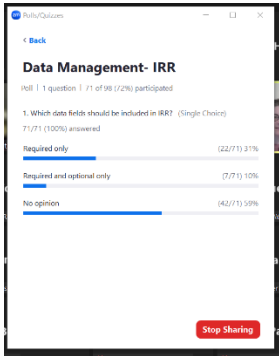 Polls/Quizzes
< Back
Data Management- IRR
Poll | 1 question | 71 of 98 (72%) participated
1. Which data fields should be included in IRR? (Single Choice)
71/71 (100%) answered
Required only (22/71) 31%
Required and optional only (7/71) 10%
No opinion (42/71) 59%
Stop Sharing